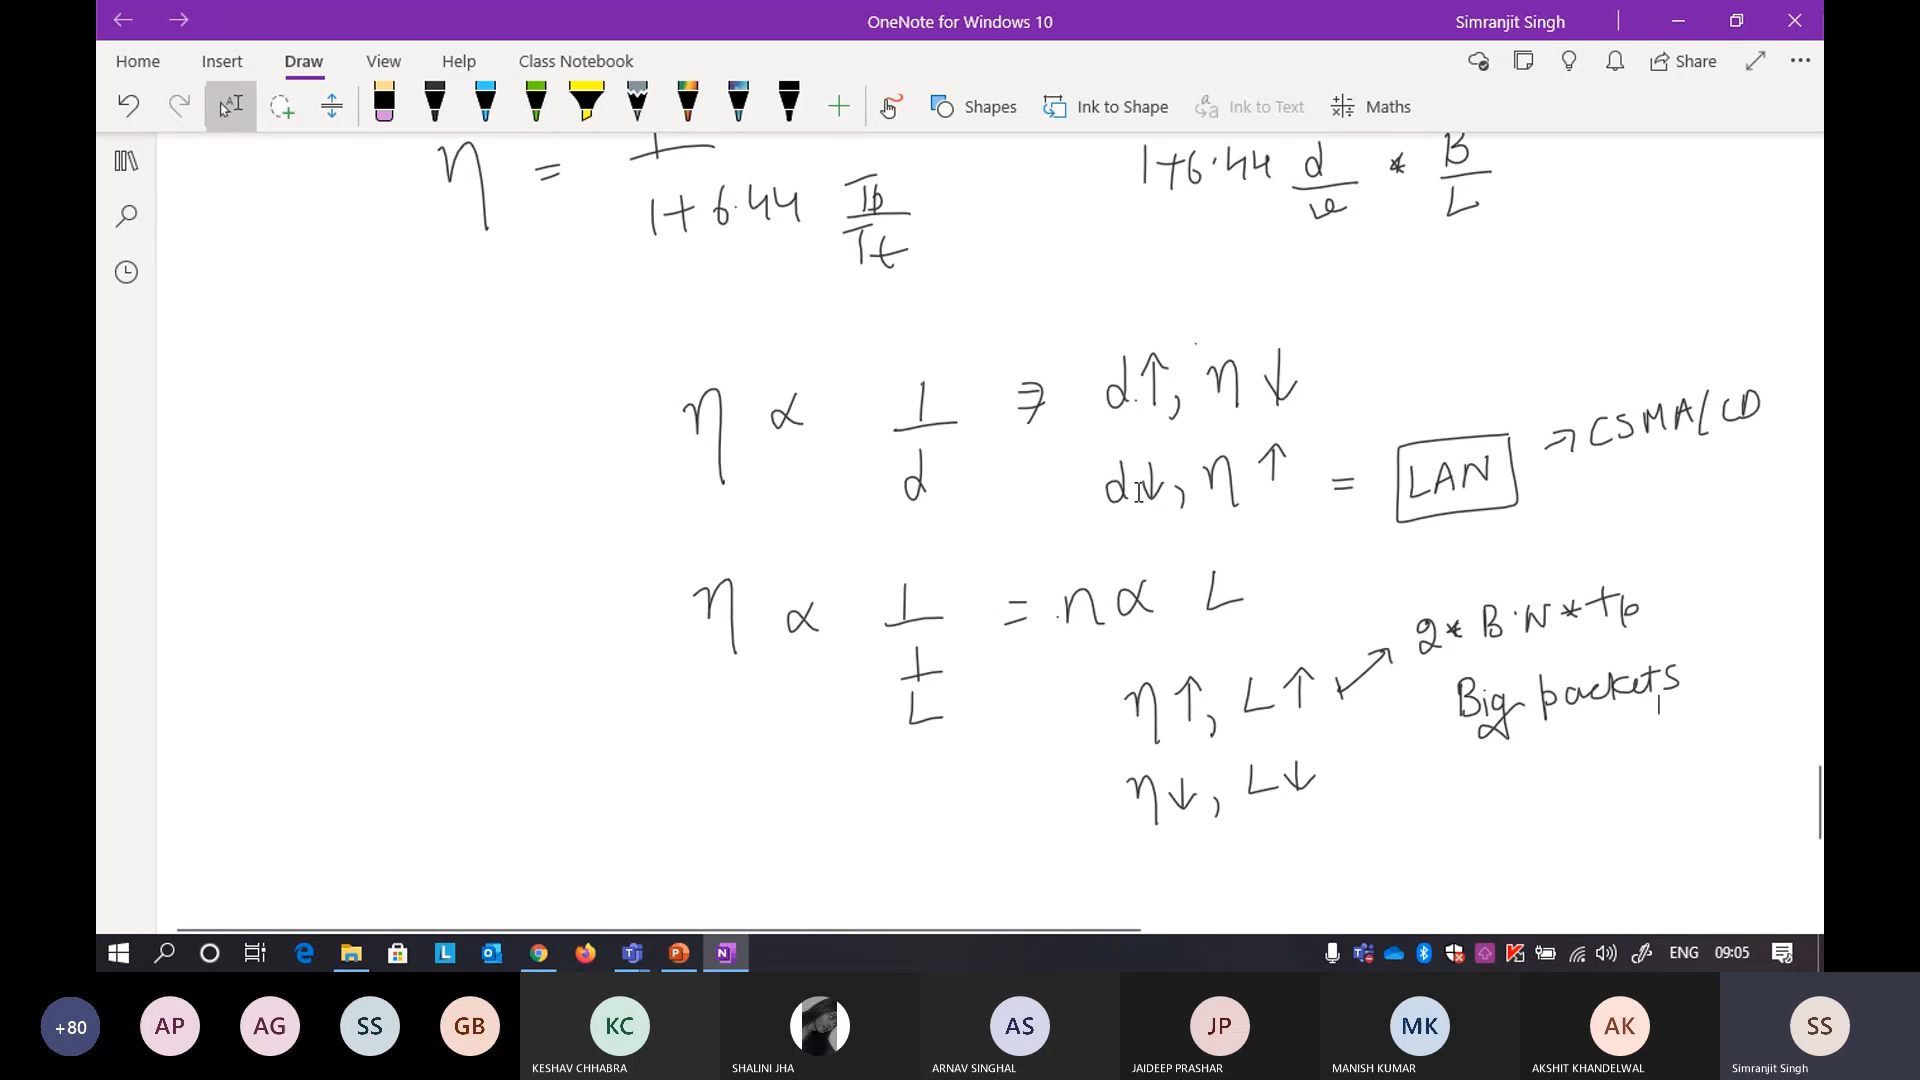 OneNote for Windows 10
Simranjit Singh
Home Insert Draw View Help Class Notebook
Share
Shapes Ink to Shape Ink to Text Maths
η = 1 / 1+6.44 Tp/Tt
1+6.44 d/v * B/L
η ∝ 1/d ⇒ d↑, η↓
d↓, η↑ = LAN ⇒ CSMA/CD
η ∝ 1/(1/L) = η ∝ L
η↑, L↑ 2* B.W * Tp
Big packets
η↓, L↓
ENG 09:05
+80 AP AG SS GB KC AS JP MK AK SS
KESHAV CHHABRA SHALINI JHA ARNAV SINGHAL JAIDEEP PRASHAR MANISH KUMAR AKSHIT KHANDELWAL Simranjit Singh